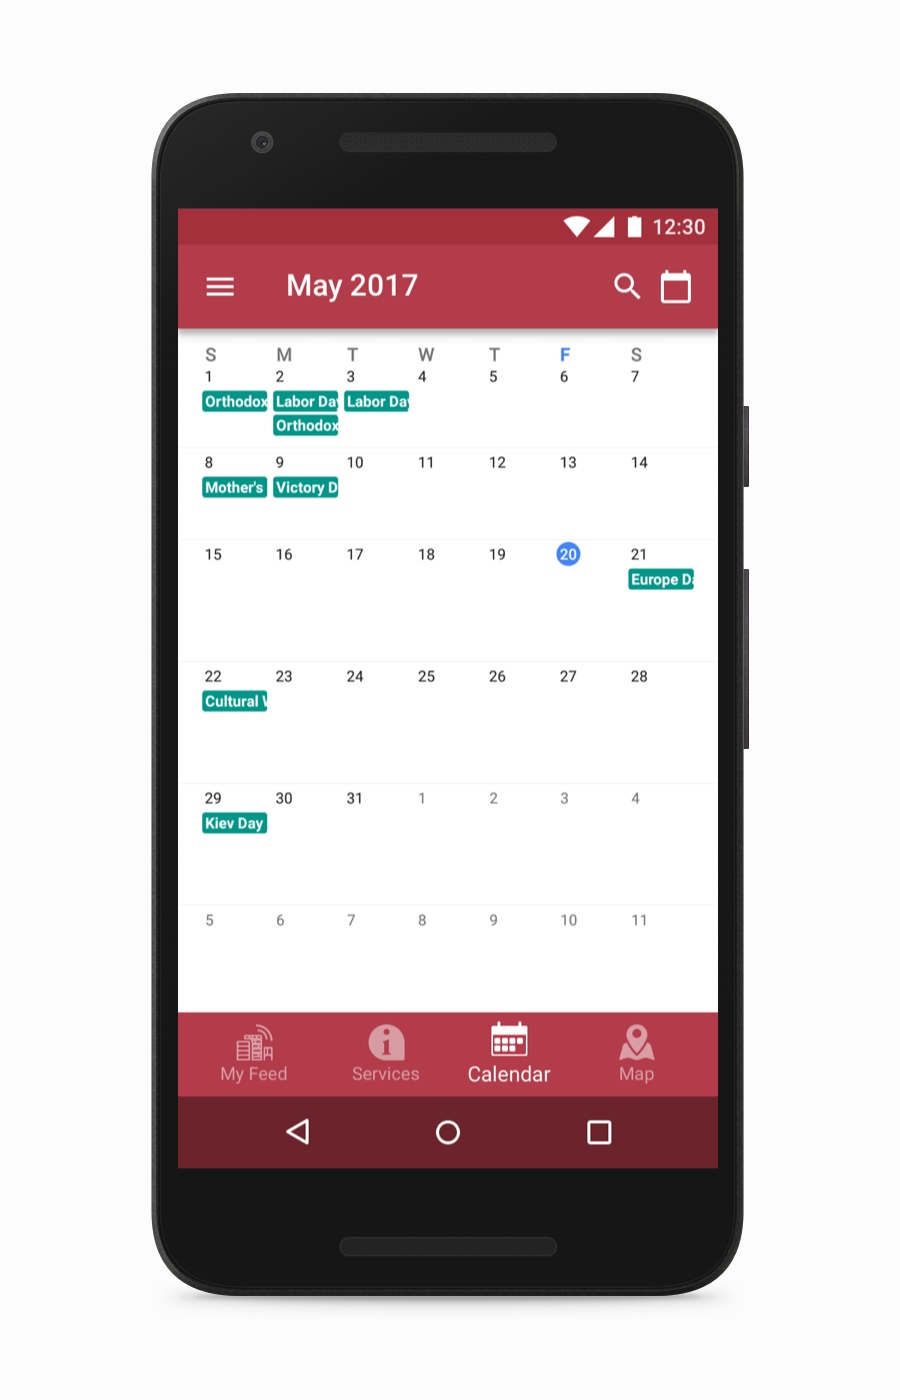 12:30
May 2017
S M T W T F S
1 2 3 4 5 6 7
Orthodox Labor Day Labor Day
Orthodox
8 9 10 11 12 13 14
Mother's Victory D
15 16 17 18 19 20 21
Europe Da
22 23 24 25 26 27 28
Cultural
29 30 31 1 2 3 4
Kiev Day
5 6 7 8 9 10 11
My Feed Services Calendar Map